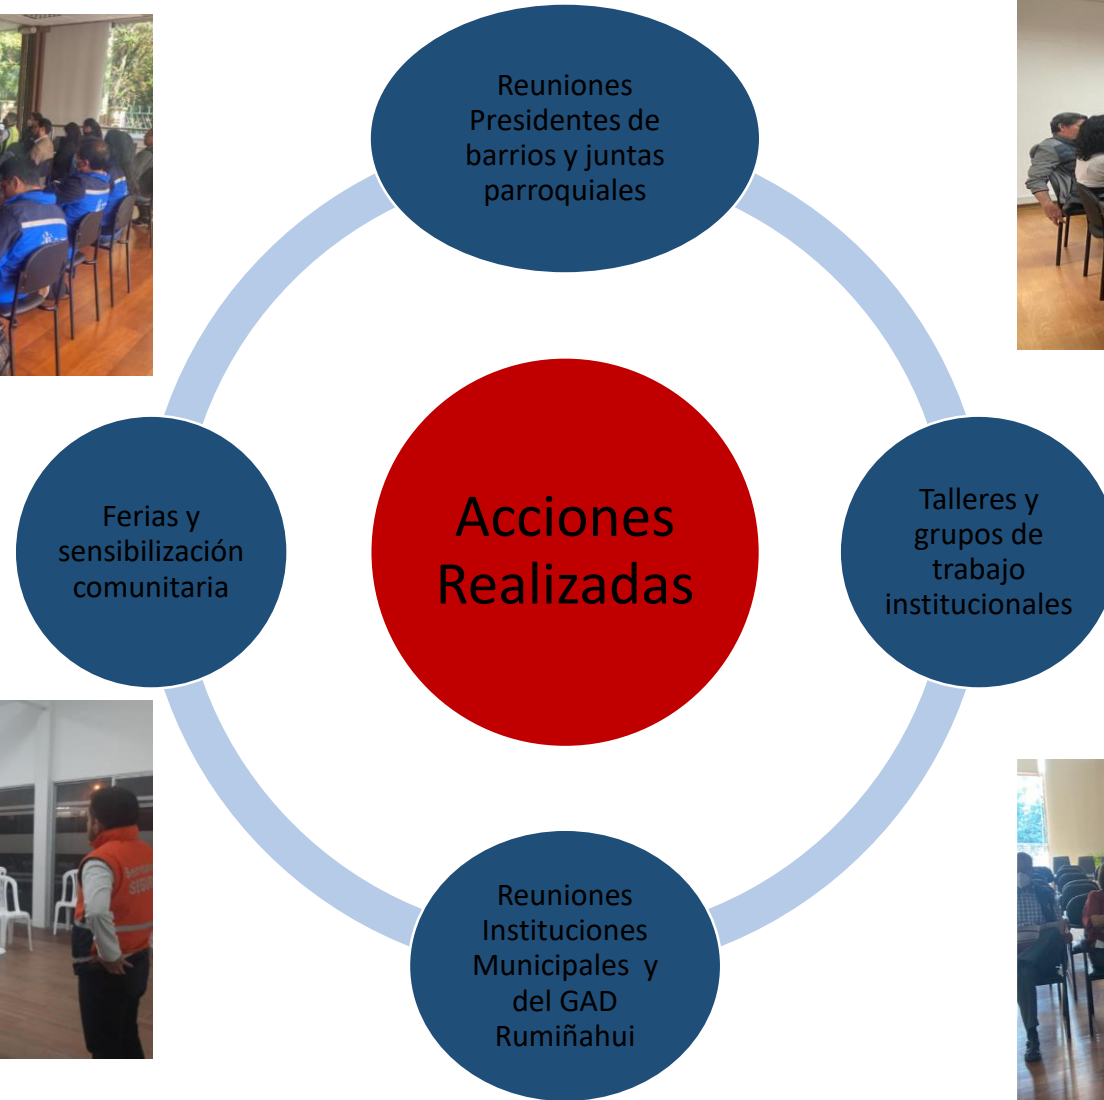 Reuniones
Presidentes de
barrios y juntas
parroquiales
Ferias y
sensibilización
comunitaria
Acciones
Realizadas
Talleres y
grupos de
trabajo
institucionales
Reuniones
Instituciones
Municipales y
del GAD
Rumiñahui